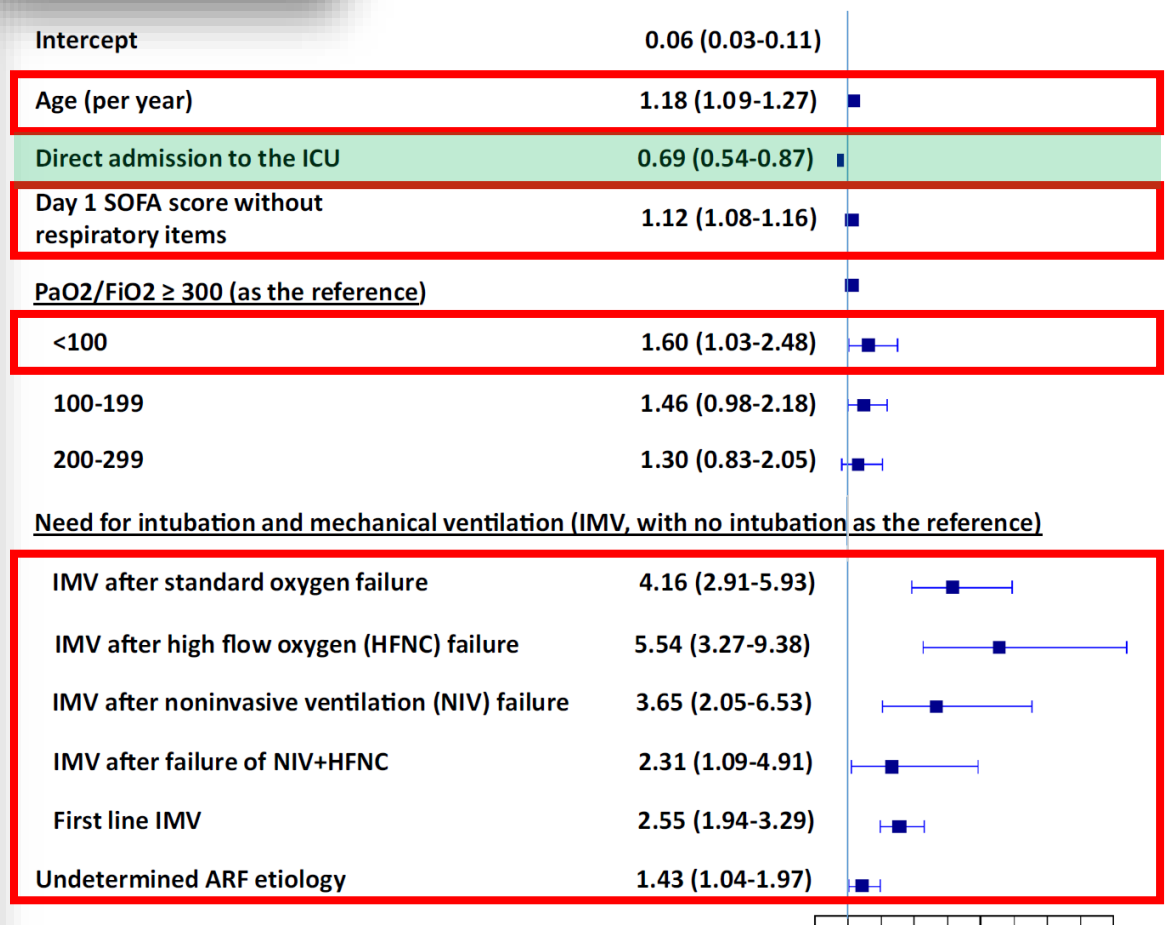 Intercept 0.06 (0.03-0.11)
Age (per year) 1.18 (1.09-1.27)
Direct admission to the ICU 0.69 (0.54-0.87)
Day 1 SOFA score without
respiratory items 1.12 (1.08-1.16)
PaO2/FiO2 ≥ 300 (as the reference)
<100 1.60 (1.03-2.48)
100-199 1.46 (0.98-2.18)
200-299 1.30 (0.83-2.05)
Need for intubation and mechanical ventilation (IMV, with no intubation as the reference)
IMV after standard oxygen failure 4.16 (2.91-5.93)
IMV after high flow oxygen (HFNC) failure 5.54 (3.27-9.38)
IMV after noninvasive ventilation (NIV) failure 3.65 (2.05-6.53)
IMV after failure of NIV+HFNC 2.31 (1.09-4.91)
First line IMV 2.55 (1.94-3.29)
Undetermined ARF etiology 1.43 (1.04-1.97)